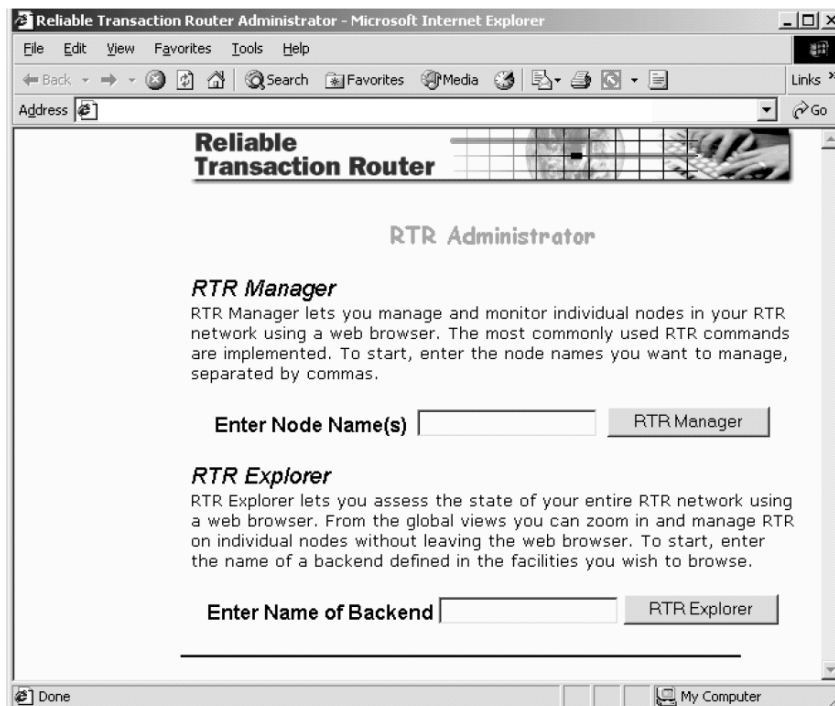 Reliable Transaction Router Administrator - Microsoft Internet Explorer
File Edit View Favorites Tools Help
Back Search Favorites Media Links »
Address Go
Reliable
Transaction Router
RTR Administrator
RTR Manager
RTR Manager lets you manage and monitor individual nodes in your RTR
network using a web browser. The most commonly used RTR commands
are implemented. To start, enter the node names you want to manage,
separated by commas.
Enter Node Name(s) RTR Manager
RTR Explorer
RTR Explorer lets you assess the state of your entire RTR network using
a web browser. From the global views you can zoom in and manage RTR
on individual nodes without leaving the web browser. To start, enter
the name of a backend defined in the facilities you wish to browse.
Enter Name of Backend RTR Explorer
Done My Computer